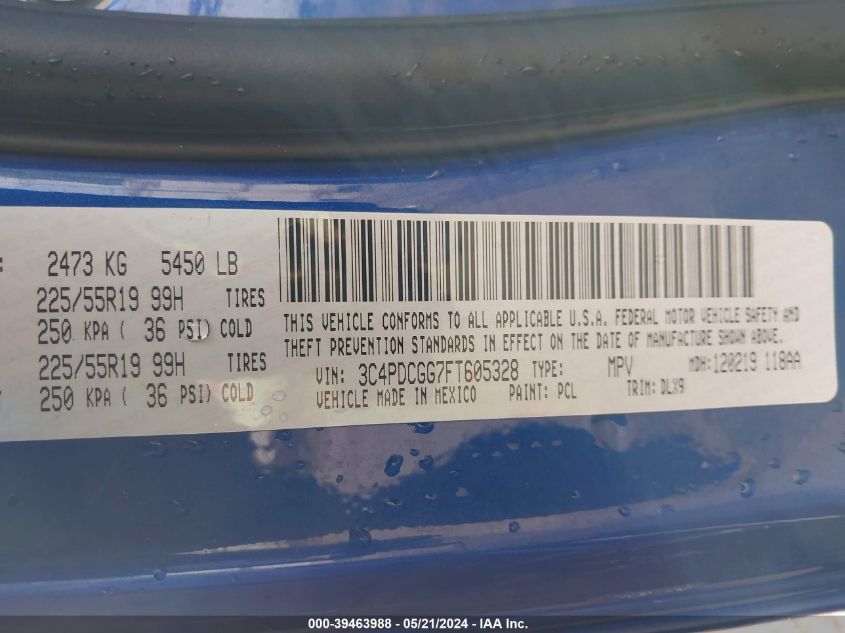 : 2473 KG 5450 LB
225/55R19 99H TIRES
250 KPA ( 36 PSI) COLD
225/55R19 99H TIRES
250 KPA ( 36 PSI) COLD
THIS VEHICLE CONFORMS TO ALL APPLICABLE U.S.A. FEDERAL MOTOR VEHICLE SAFETY AND
THEFT PREVENTION STANDARDS IN EFFECT ON THE DATE OF MANUFACTURE SHOWN ABOVE.
VIN: 3C4PDCGG7FT605328 TYPE: MPV MDH: 120219 118AA
VEHICLE MADE IN MEXICO PAINT: PCL TRIM: DLX9
000-39463988 - 05/21/2024 - IAAI Inc.